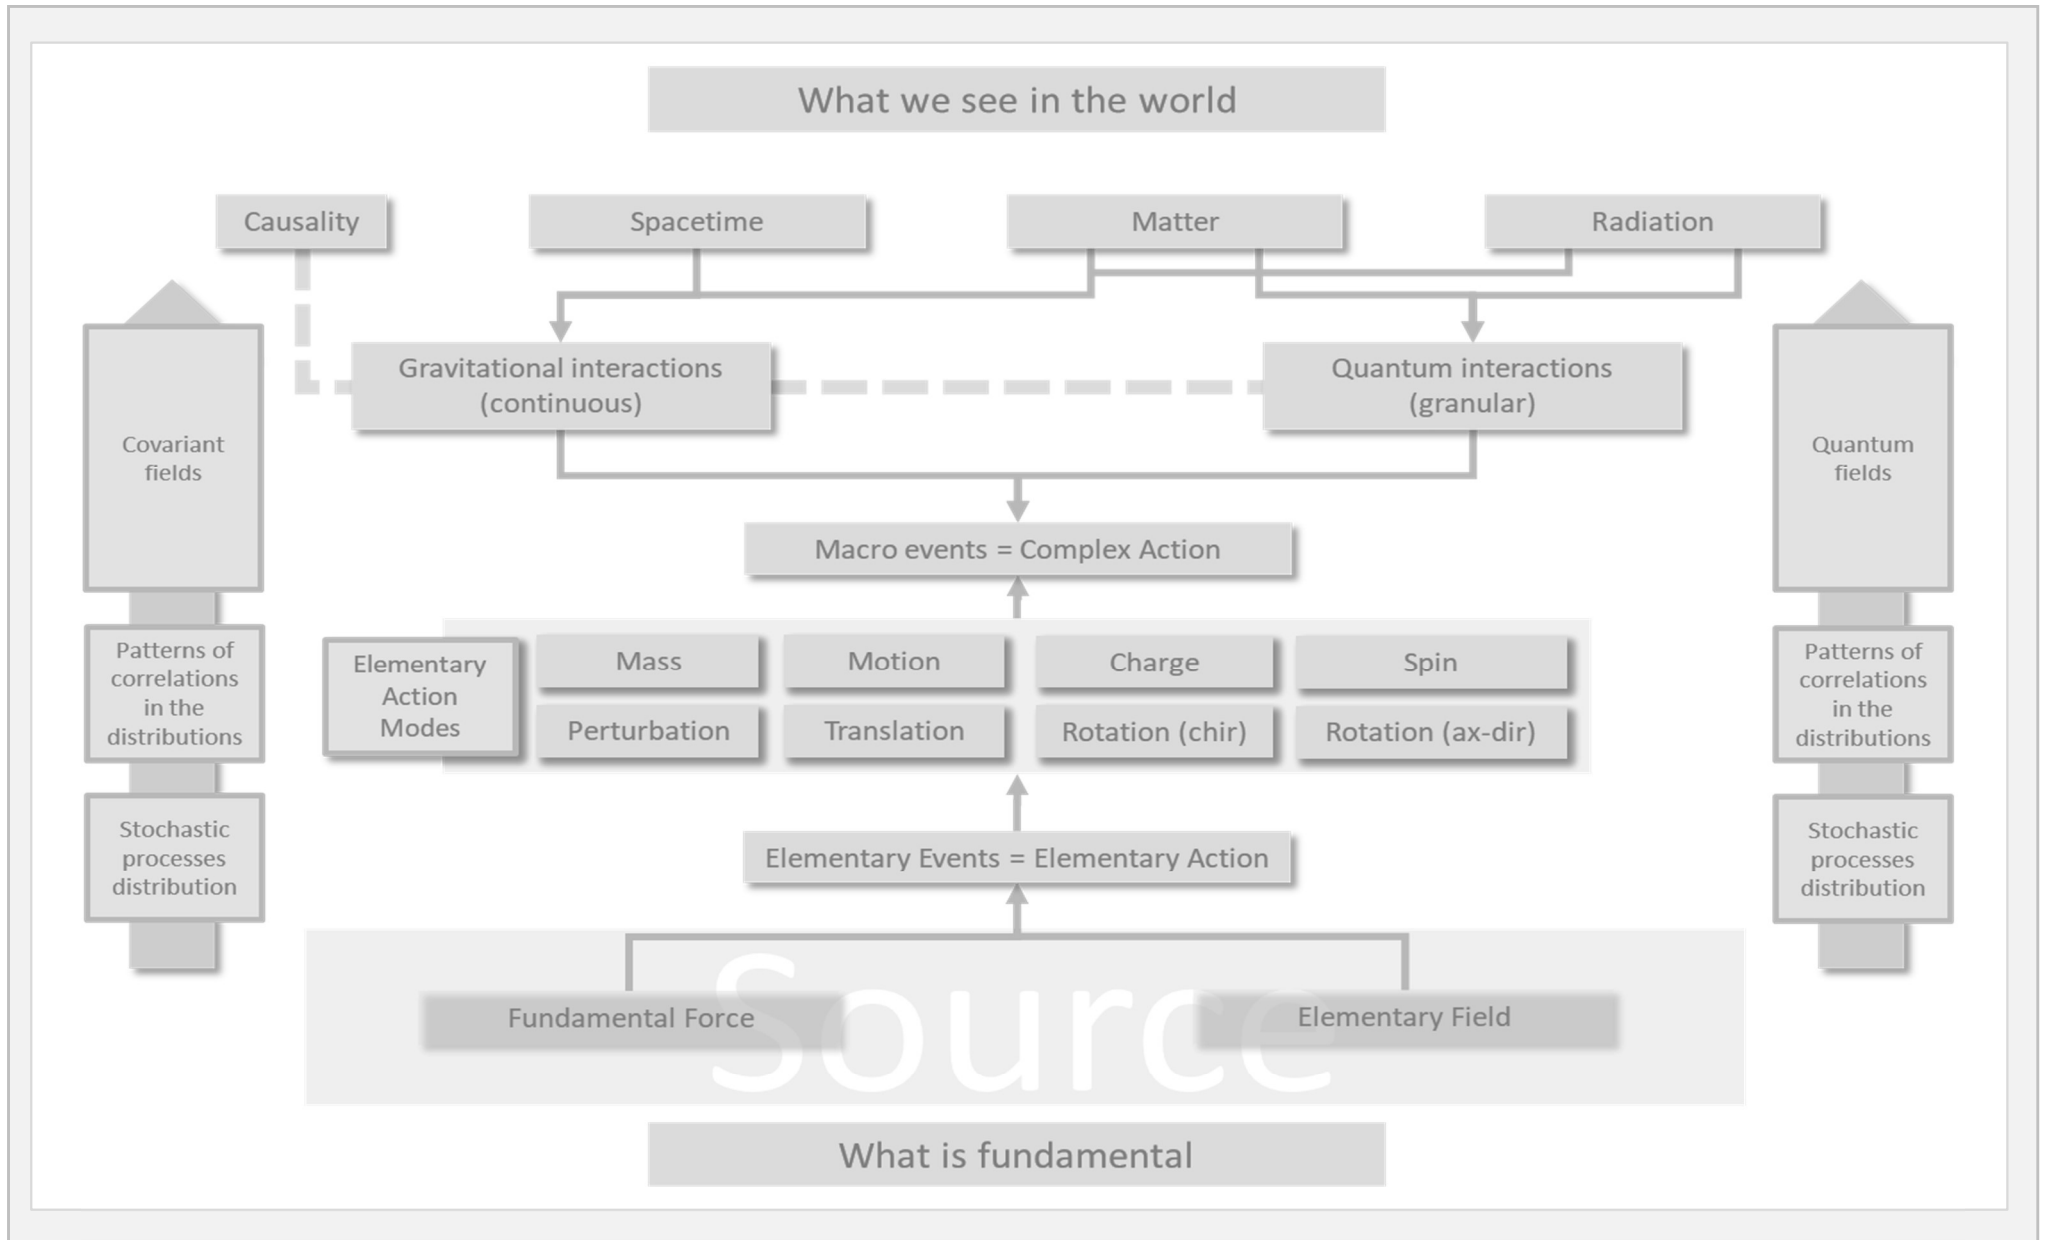 What we see in the world
Causality
Spacetime
Matter
Radiation
Gravitational interactions
(continuous)
Quantum interactions
(granular)
Covariant
fields
Quantum
fields
Macro events = Complex Action
Patterns of
correlations
in the
distributions
Elementary
Action
Modes
Mass
Motion
Charge
Spin
Perturbation
Translation
Rotation (chir)
Rotation (ax-dir)
Patterns of
correlations
in the
distributions
Stochastic
processes
distribution
Elementary Events = Elementary Action
Stochastic
processes
distribution
Source
Fundamental Force
Elementary Field
What is fundamental